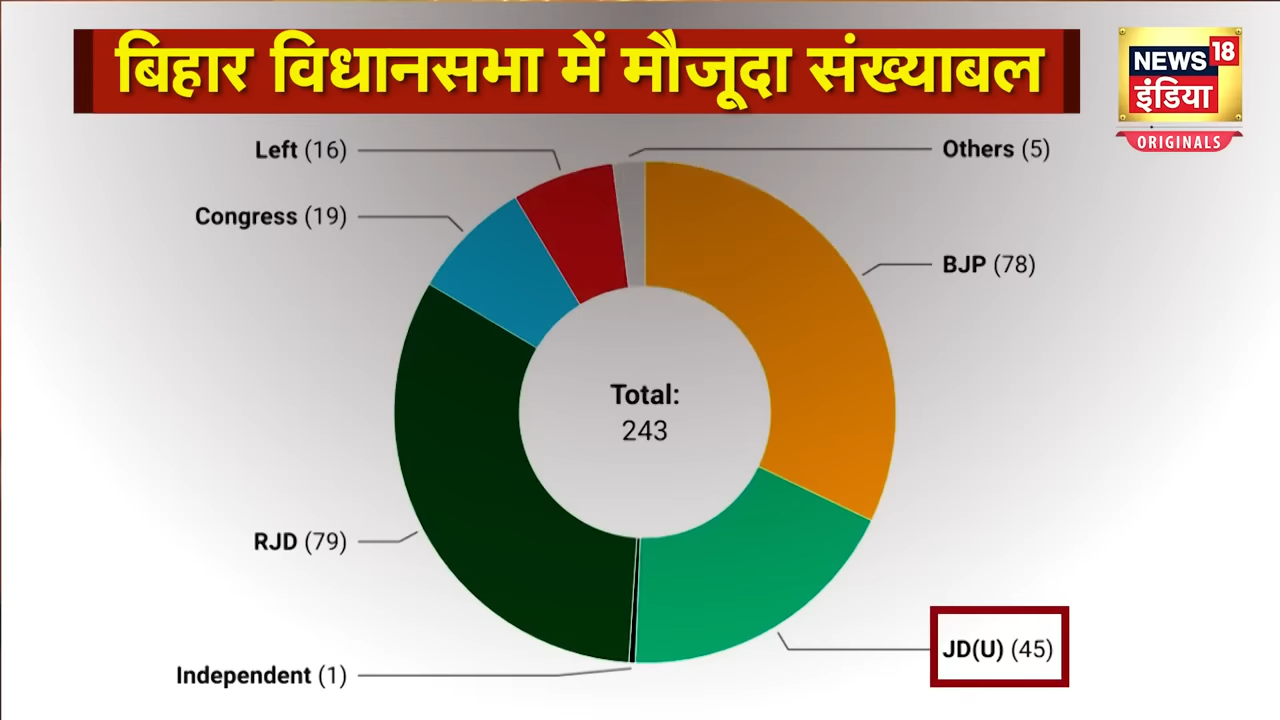 बिहार विधानसभा में मौजूदा संख्याबल
NEWS 18
इंडिया
ORIGINALS
Left (16)
Others (5)
Congress (19)
BJP (78)
Total:
243
RJD (79)
JD(U) (45)
Independent (1)